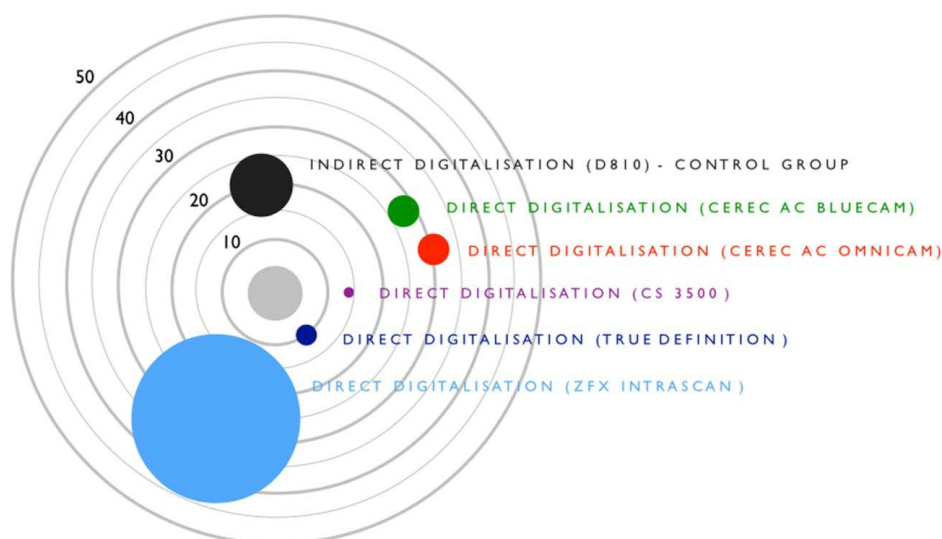 50
40
30
INDIRECT DIGITALISATION (D810) - CONTROL GROUP
20
DIRECT DIGITALISATION (CEREC AC BLUECAM)
10
DIRECT DIGITALISATION (CEREC AC OMNICAM)
DIRECT DIGITALISATION (CS 3500)
DIRECT DIGITALISATION (TRUE DEFINITION)
DIRECT DIGITALISATION (ZFX INTRASCAN)